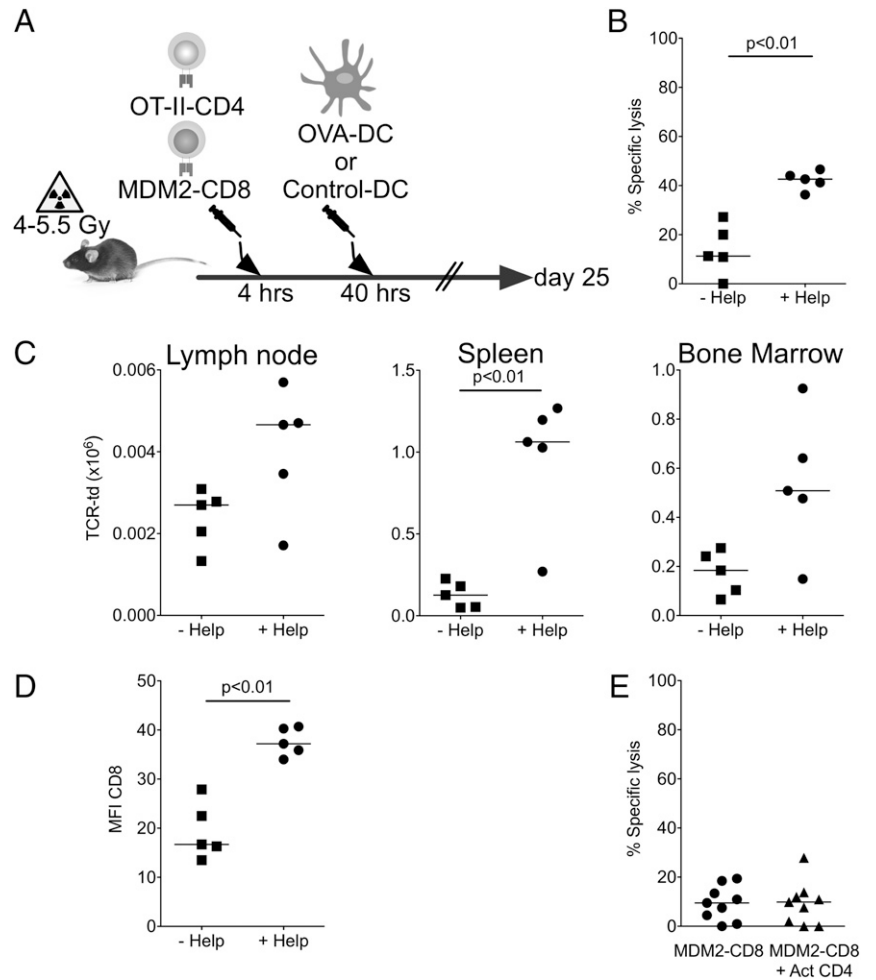 A
OT-II-CD4
MDM2-CD8
OVA-DC
or
Control-DC
4-5.5 Gy
4 hrs
40 hrs
day 25
B
% Specific lysis
100
80
60
40
20
0
p<0.01
- Help
+ Help
C
Lymph node
TCR-td (x10⁶)
0.006
0.004
0.002
0.000
- Help
+ Help
Spleen
p<0.01
1.5
1.0
0.5
0.0
- Help
+ Help
Bone Marrow
1.0
0.8
0.6
0.4
0.2
0.0
- Help
+ Help
D
MFI CD8
50
40
30
20
10
0
p<0.01
- Help
+ Help
E
% Specific lysis
100
80
60
40
20
0
MDM2-CD8
MDM2-CD8
+ Act CD4